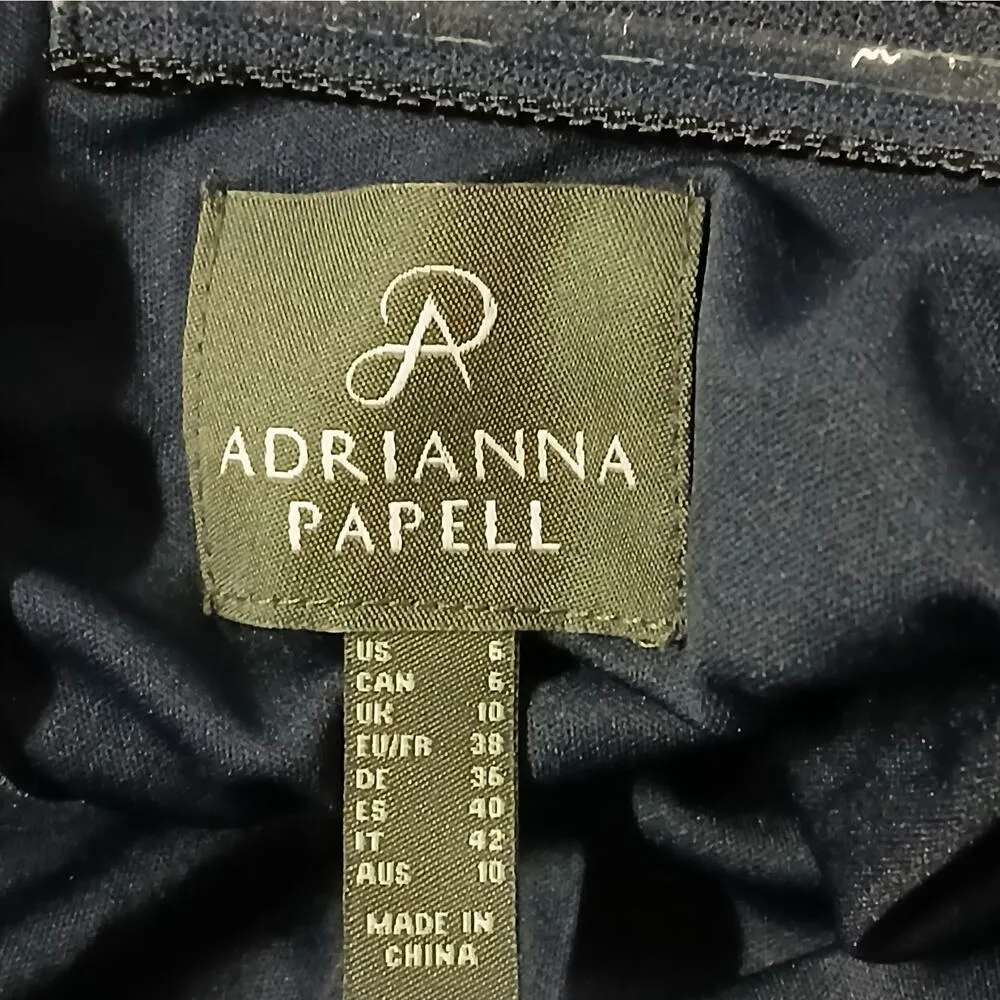 ADRIANNA
PAPELL
US 6
CAN 6
UK 10
EU/FR 38
DE 36
ES 40
IT 42
AUS 10
MADE IN
CHINA